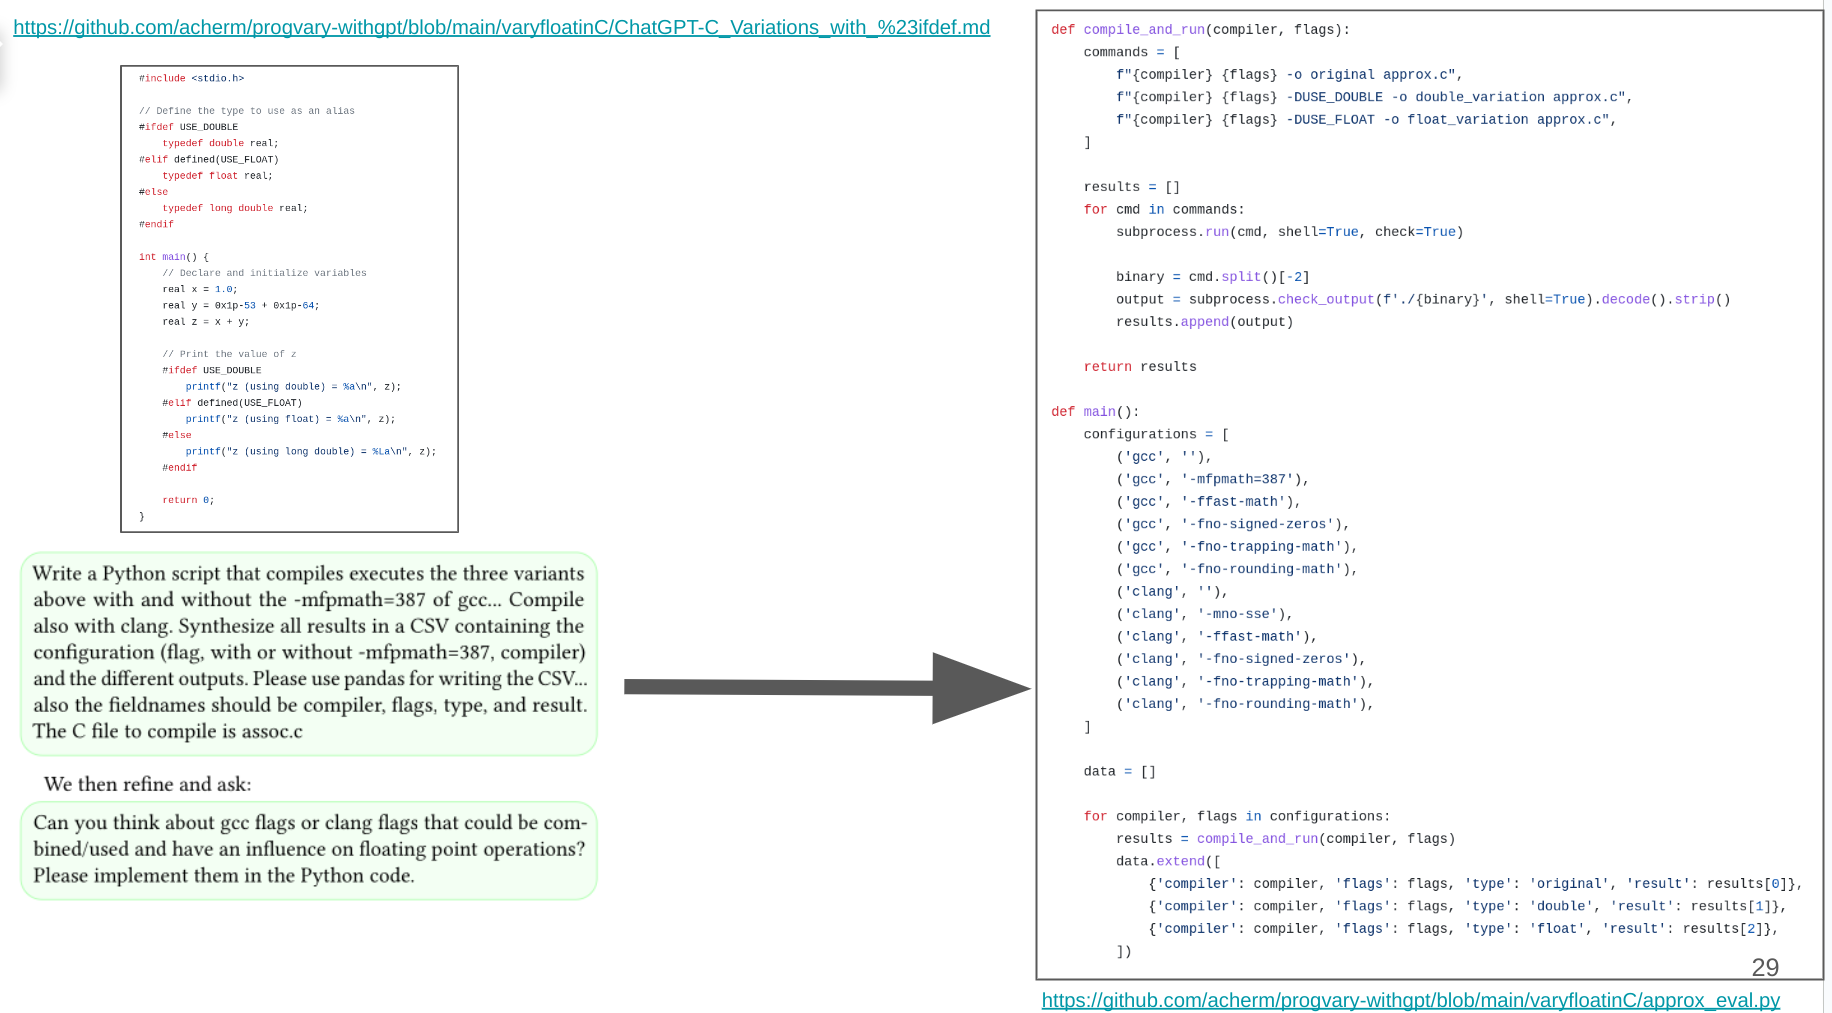 https://github.com/acherm/progvary-withgpt/blob/main/varyfloatinC/ChatGPT-C_Variations_with_%23ifdef.md
#include <stdio.h>
// Define the type to use as an alias
#ifdef USE_DOUBLE
    typedef double real;
#elif defined(USE_FLOAT)
    typedef float real;
#else
    typedef long double real;
#endif
int main() {
    // Declare and initialize variables
    real x = 1.0;
    real y = 0x1p-53 + 0x1p-64;
    real z = x + y;
    // Print the value of z
    #ifdef USE_DOUBLE
        printf("z (using double) = %a\n", z);
    #elif defined(USE_FLOAT)
        printf("z (using float) = %a\n", z);
    #else
        printf("z (using long double) = %La\n", z);
    #endif
    return 0;
}
Write a Python script that compiles executes the three variants
above with and without the -mfpmath=387 of gcc... Compile
also with clang. Synthesize all results in a CSV containing the
configuration (flag, with or without -mfpmath=387, compiler)
and the different outputs. Please use pandas for writing the CSV...
also the fieldnames should be compiler, flags, type, and result.
The C file to compile is assoc.c
We then refine and ask:
Can you think about gcc flags or clang flags that could be com-
bined/used and have an influence on floating point operations?
Please implement them in the Python code.
def compile_and_run(compiler, flags):
    commands = [
        f"{compiler} {flags} -o original approx.c",
        f"{compiler} {flags} -DUSE_DOUBLE -o double_variation approx.c",
        f"{compiler} {flags} -DUSE_FLOAT -o float_variation approx.c",
    ]
    results = []
    for cmd in commands:
        subprocess.run(cmd, shell=True, check=True)
        binary = cmd.split()[-2]
        output = subprocess.check_output(f'./{binary}', shell=True).decode().strip()
        results.append(output)
    return results
def main():
    configurations = [
        ('gcc', ''),
        ('gcc', '-mfpmath=387'),
        ('gcc', '-ffast-math'),
        ('gcc', '-fno-signed-zeros'),
        ('gcc', '-fno-trapping-math'),
        ('gcc', '-fno-rounding-math'),
        ('clang', ''),
        ('clang', '-mno-sse'),
        ('clang', '-ffast-math'),
        ('clang', '-fno-signed-zeros'),
        ('clang', '-fno-trapping-math'),
        ('clang', '-fno-rounding-math'),
    ]
    data = []
    for compiler, flags in configurations:
        results = compile_and_run(compiler, flags)
        data.extend([
            {'compiler': compiler, 'flags': flags, 'type': 'original', 'result': results[0]},
            {'compiler': compiler, 'flags': flags, 'type': 'double', 'result': results[1]},
            {'compiler': compiler, 'flags': flags, 'type': 'float', 'result': results[2]},
        ])
29
https://github.com/acherm/progvary-withgpt/blob/main/varyfloatinC/approx_eval.py